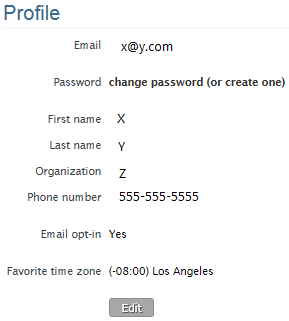 Profile
Email x@y.com
Password change password (or create one)
First name X
Last name Y
Organization Z
Phone number 555-555-5555
Email opt-in Yes
Favorite time zone (-08:00) Los Angeles
Edit